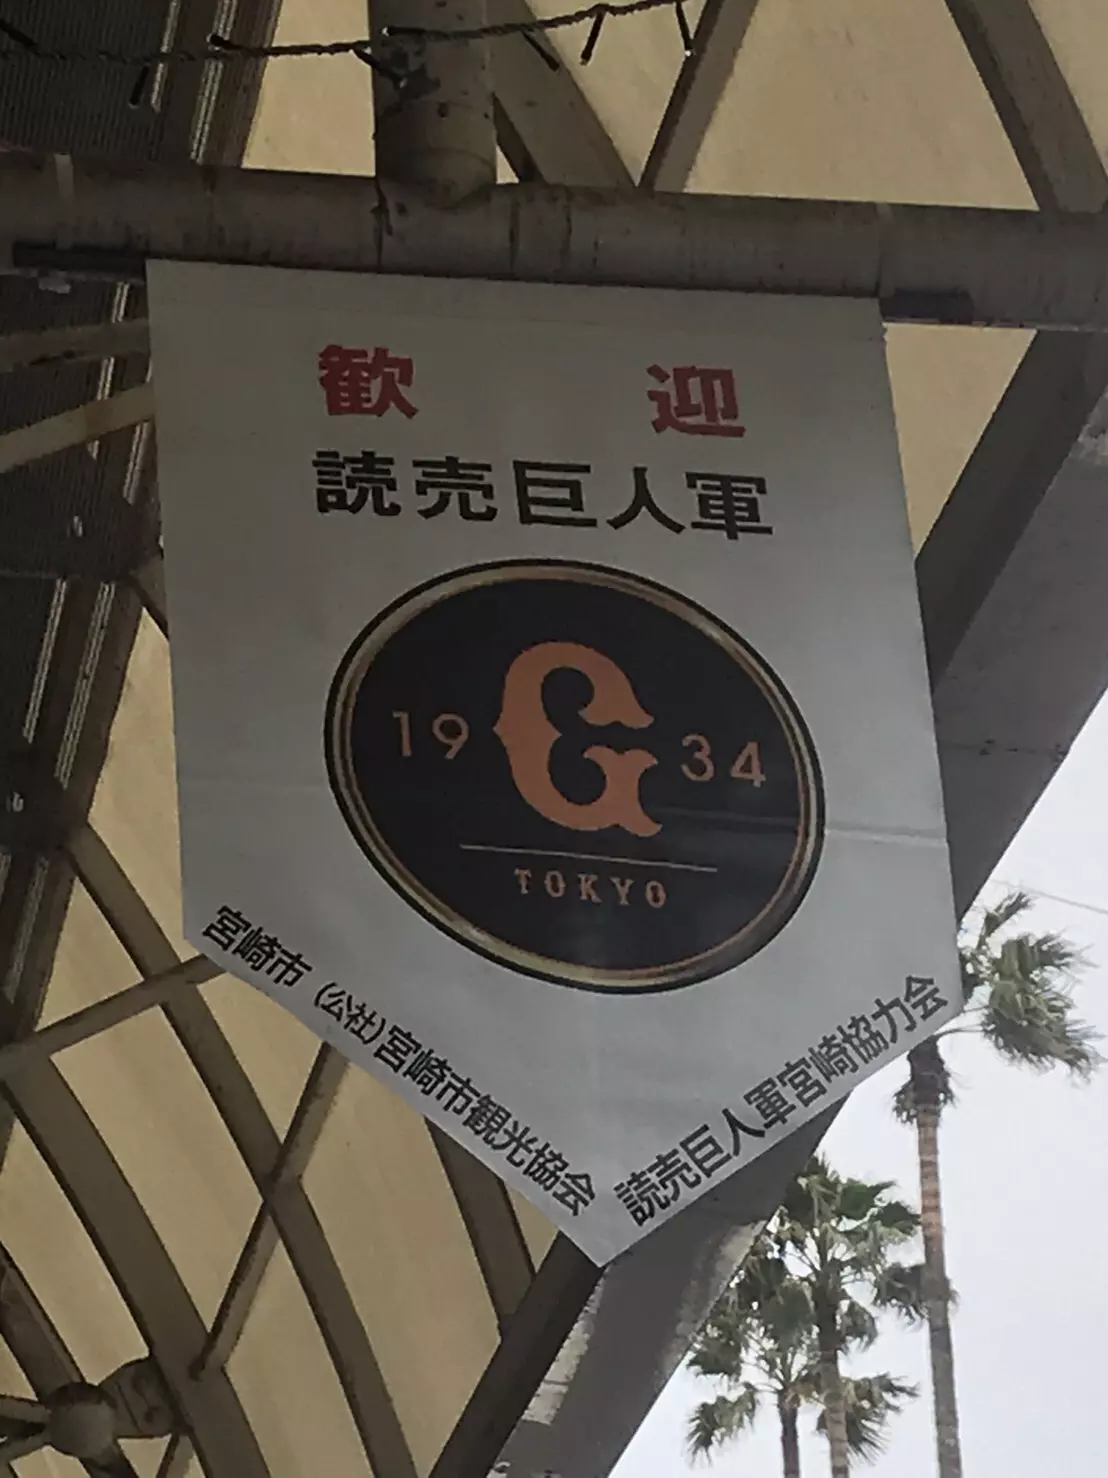 歓 迎
読売巨人軍
19 G 34
TOKYO
宮崎市 (公社)宮崎市観光協会
読売巨人軍宮崎協力会